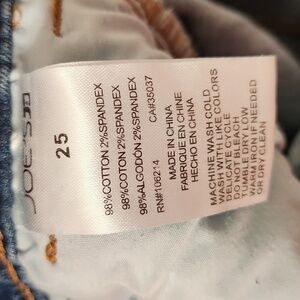 JOE'S
25
98%COTTON 2%SPANDEX
98%COTON 2%SPANDEX
98%ALGODÓN 2%SPANDEX
RN#106214 CA#35037
MADE IN CHINA
FABRIQUE EN CHINE
HECHO EN CHINA
MACHINE WASH COLD
WASH WITH LIKE COLORS
DELICATE CYCLE
DO NOT BLEACH
TUMBLE DRY LOW
WARM IRON IF NEEDED
OR DRY CLEAN